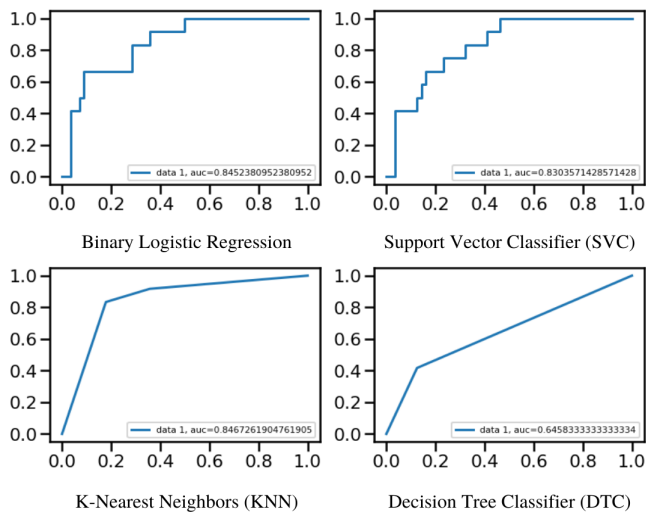 1.0
0.8
0.6
0.4
0.2
0.0
data 1, auc=0.8452380952380952
0.0 0.2 0.4 0.6 0.8 1.0
Binary Logistic Regression
1.0
0.8
0.6
0.4
0.2
0.0
data 1, auc=0.8303571428571428
0.0 0.2 0.4 0.6 0.8 1.0
Support Vector Classifier (SVC)
1.0
0.8
0.6
0.4
0.2
0.0
data 1, auc=0.8467261904761905
0.0 0.2 0.4 0.6 0.8 1.0
K-Nearest Neighbors (KNN)
1.0
0.8
0.6
0.4
0.2
0.0
data 1, auc=0.6458333333333334
0.0 0.2 0.4 0.6 0.8 1.0
Decision Tree Classifier (DTC)